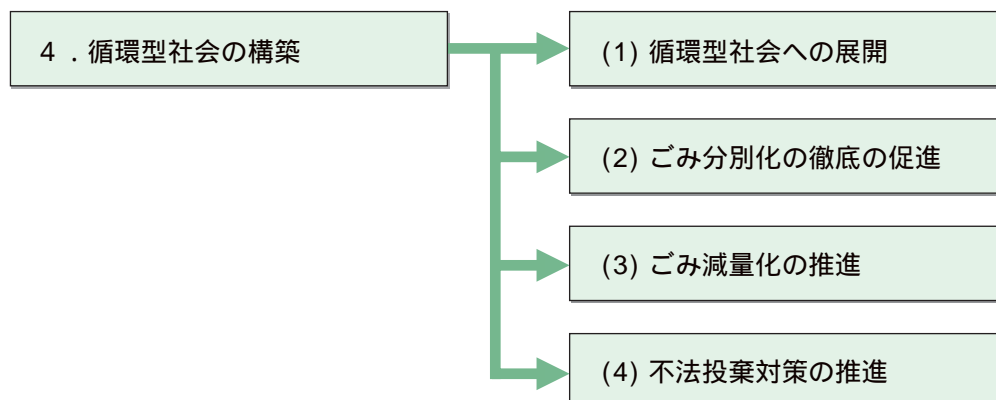 4 . 循環型社会の構築
(1) 循環型社会への展開
(2) ごみ分別化の徹底の促進
(3) ごみ減量化の推進
(4) 不法投棄対策の推進